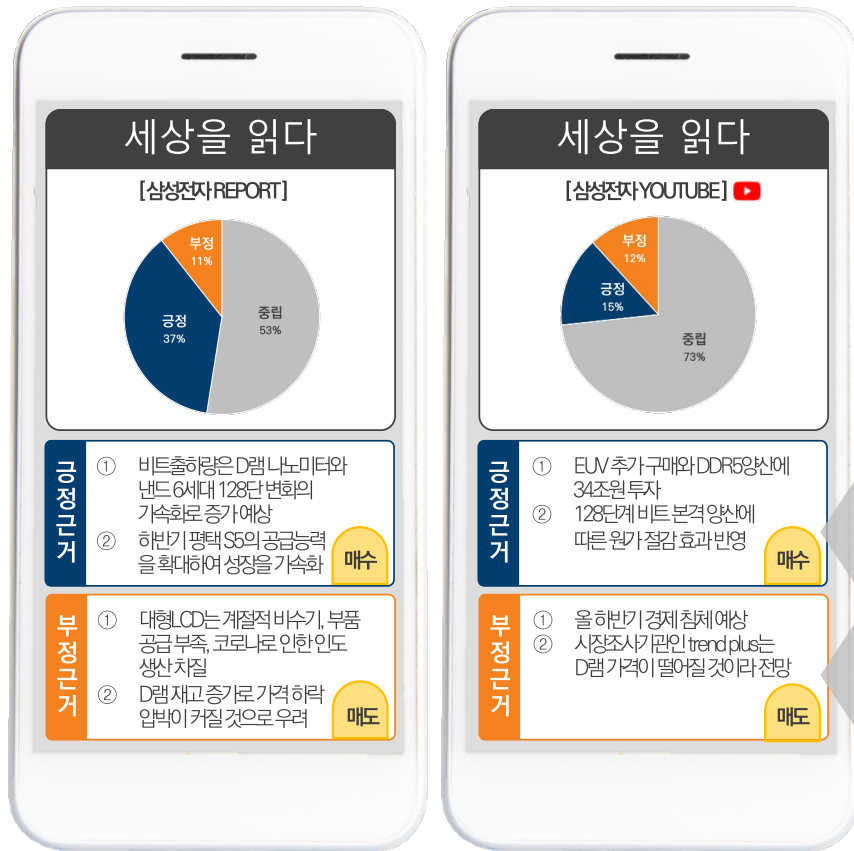 세상을 읽다
[ 삼성전자 REPORT ]
부정
11%
긍정
37%
중립
53%
긍정근거
① 비트출하량은 D램 나노미터와
낸드 6세대 128단 변화의
가속화로 증가 예상
② 하반기 평택 S5의 공급능력
을 확대하여 성장을 가속화
매수
부정근거
① 대형LCD는 계절적 비수기, 부품
공급 부족, 코로나로 인한 인도
생산 차질
② D램 재고 증가로 가격 하락
압박이 커질 것으로 우려
매도
세상을 읽다
[ 삼성전자 YOUTUBE ]
부정
12%
긍정
15%
중립
73%
긍정근거
① EUV 추가 구매와 DDR5양산에
34조원 투자
② 128단계 비트 본격 양산에
따른 원가 절감 효과 반영
매수
부정근거
① 올 하반기 경제 침체 예상
② 시장조사기관인 trend plus는
D램 가격이 떨어질 것이라 전망
매도